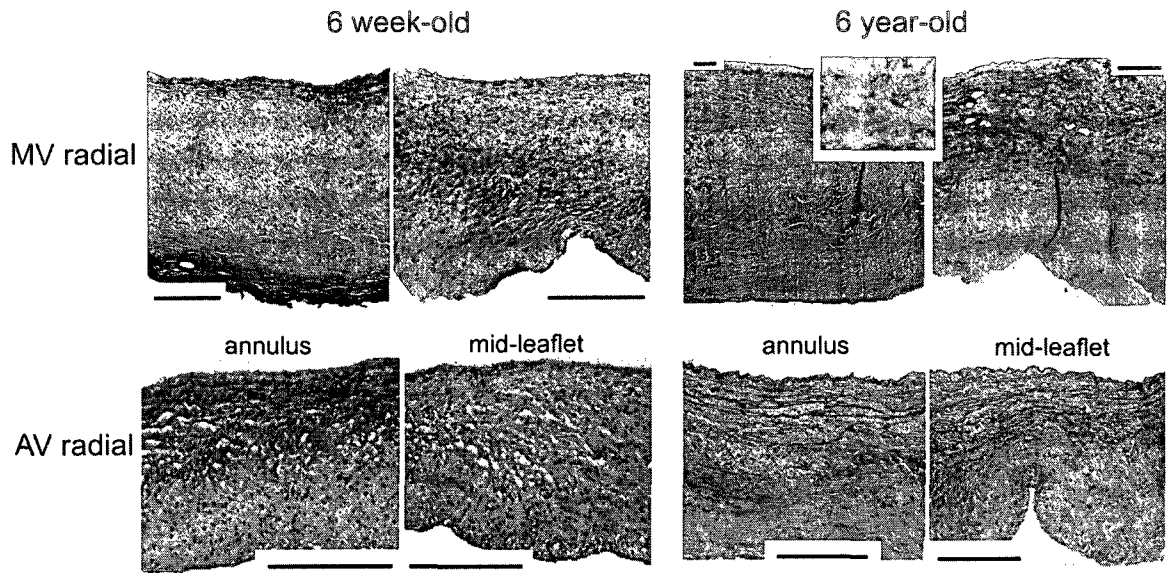 6 week-old
6 year-old
MV radial
annulus
mid-leaflet
annulus
mid-leaflet
AV radial